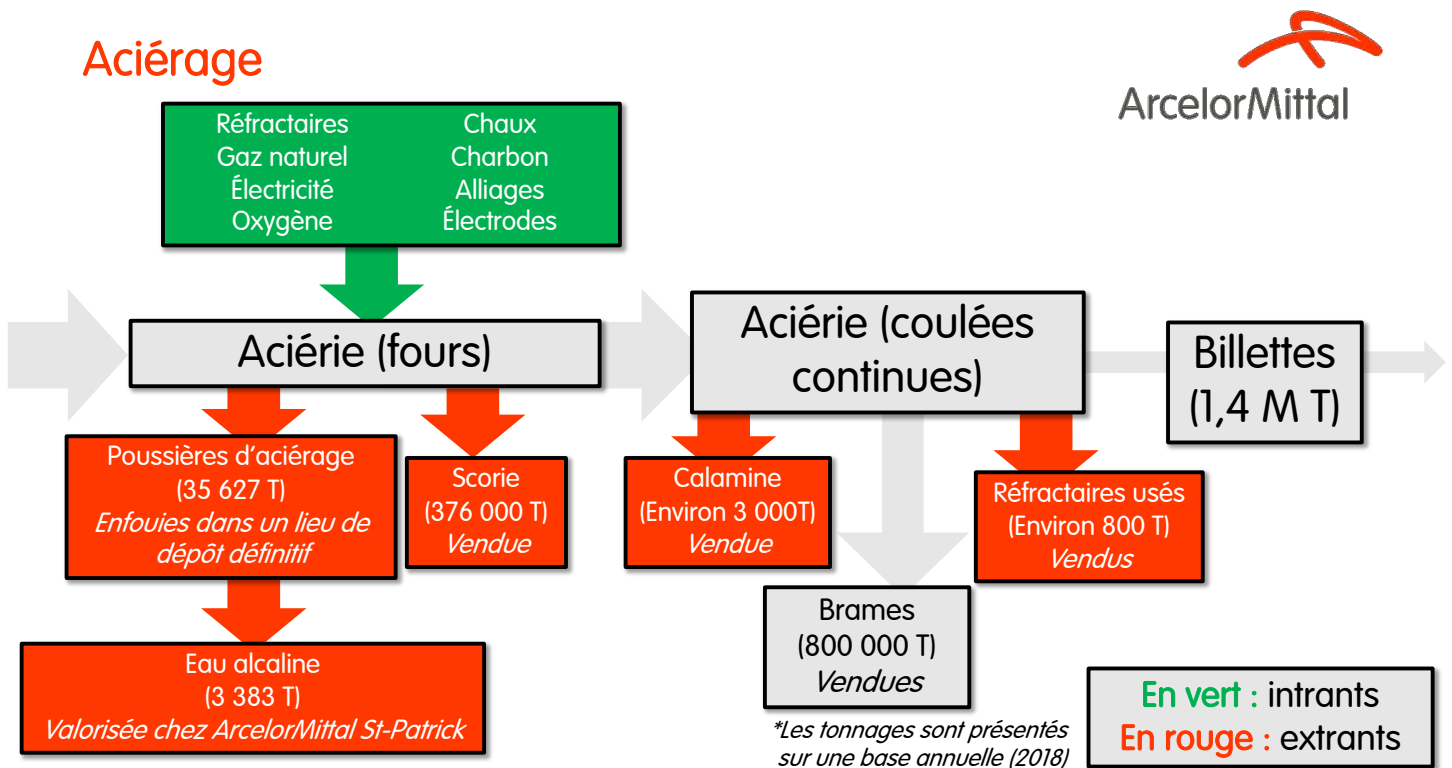 Aciérage
ArcelorMittal
Réfractaires
Gaz naturel
Électricité
Oxygène
Chaux
Charbon
Alliages
Électrodes
Aciérie (fours)
Aciérie (coulées
continues)
Billettes
(1,4 M T)
Poussières d'aciérage
(35 627 T)
Enfouies dans un lieu de
dépôt définitif
Scorie
(376 000 T)
Vendue
Calamine
(Environ 3 000T)
Vendue
Réfractaires usés
(Environ 800 T)
Vendus
Eau alcaline
(3 383 T)
Valorisée chez ArcelorMittal St-Patrick
Brames
(800 000 T)
Vendues
*Les tonnages sont présentés
sur une base annuelle (2018)
En vert : intrants
En rouge : extrants